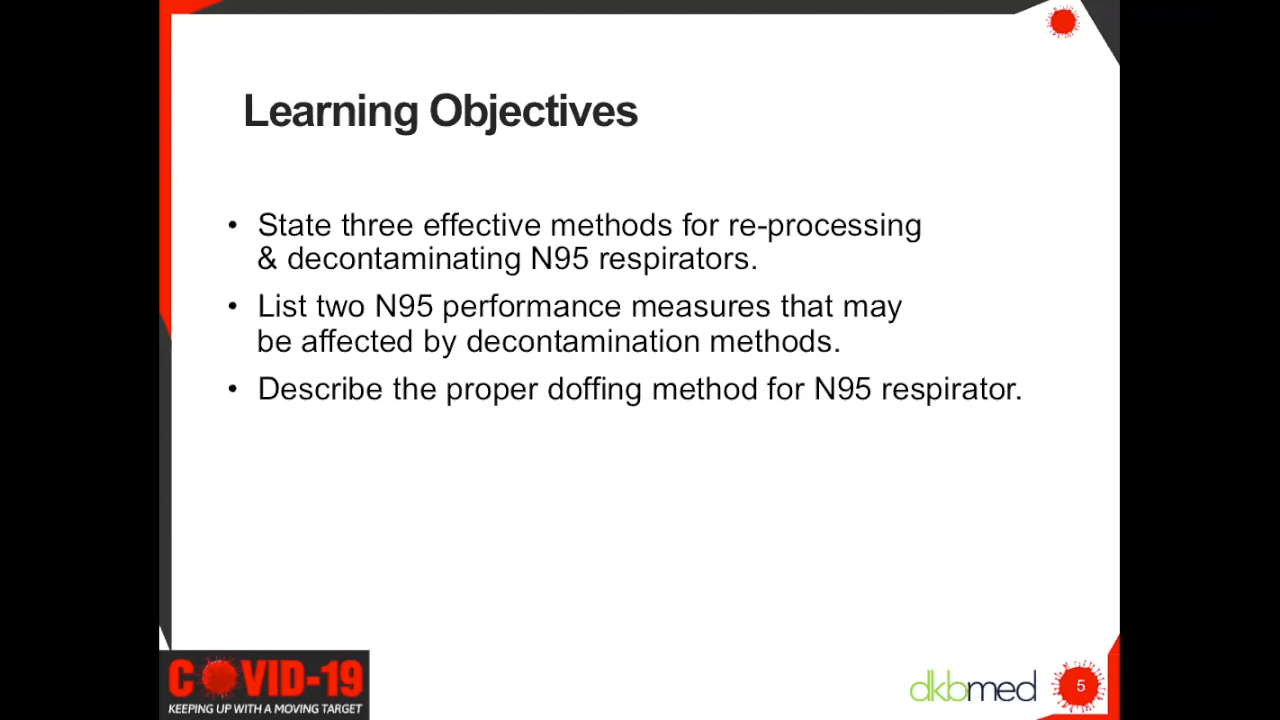 Learning Objectives
• State three effective methods for re-processing
& decontaminating N95 respirators.
• List two N95 performance measures that may
be affected by decontamination methods.
• Describe the proper doffing method for N95 respirator.
COVID-19
KEEPING UP WITH A MOVING TARGET
dkbmed
5